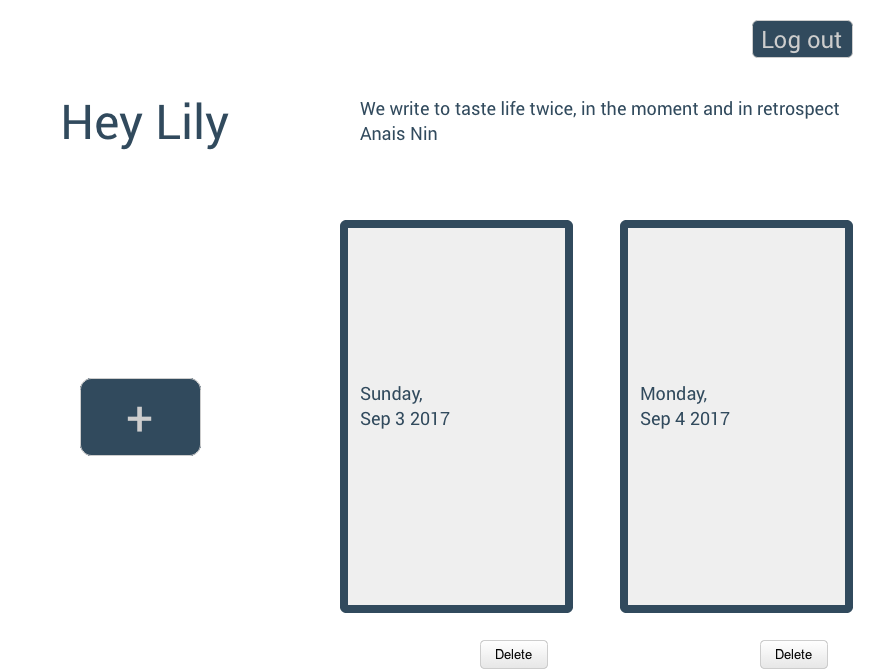 Log out
Hey Lily
We write to taste life twice, in the moment and in retrospect
Anais Nin
+
Sunday,
Sep 3 2017
Monday,
Sep 4 2017
Delete
Delete